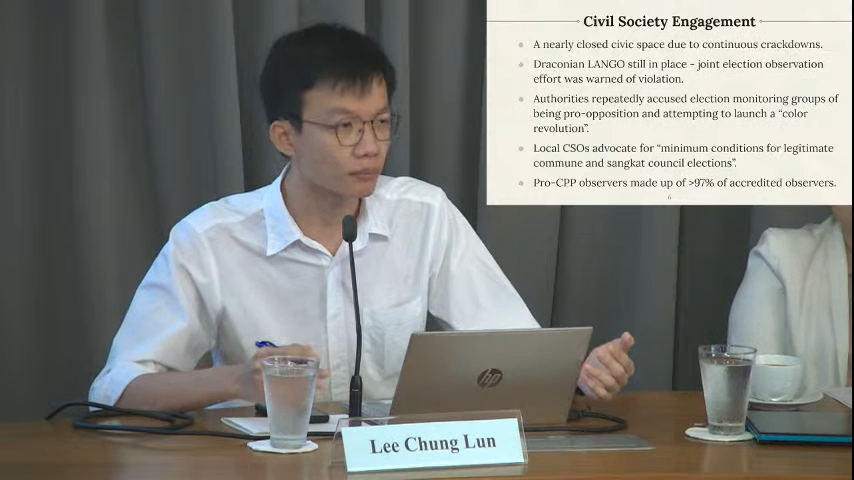 Civil Society Engagement
A nearly closed civic space due to continuous crackdowns.
Draconian LANGO still in place - joint election observation
effort was warned of violation.
Authorities repeatedly accused election monitoring groups of
being pro-opposition and attempting to launch a “color
revolution”.
Local CSOs advocate for “minimum conditions for legitimate
commune and sangkat council elections”.
Pro-CPP observers made up of >97% of accredited observers.
6
hp
Lee Chung Lun